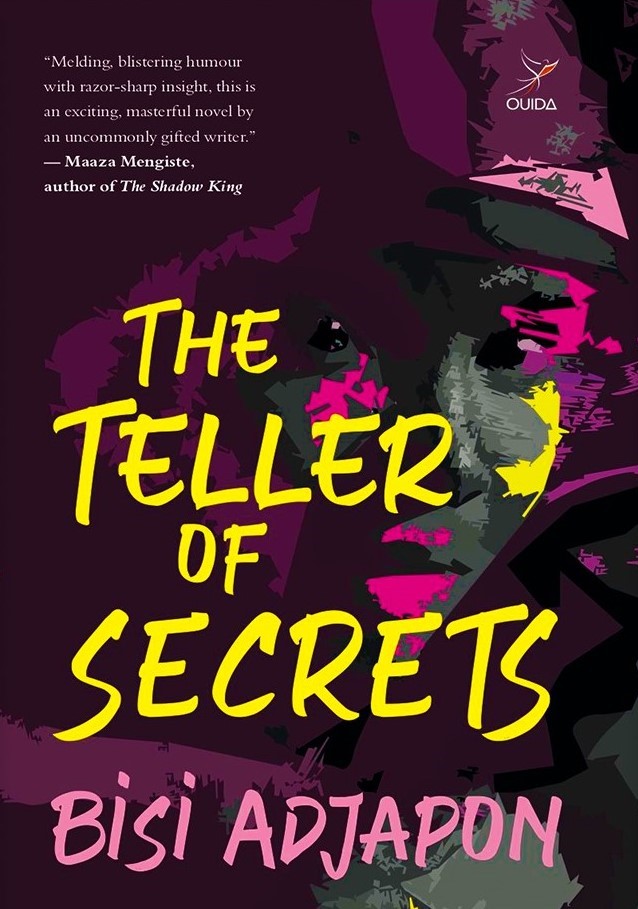 “Melding, blistering humour
with razor-sharp insight, this is
an exciting, masterful novel by
an uncommonly gifted writer.”
— Maaza Mengiste,
author of The Shadow King
OUIDA
THE
TELLER
OF
SECRETS
BISI ADJAPON